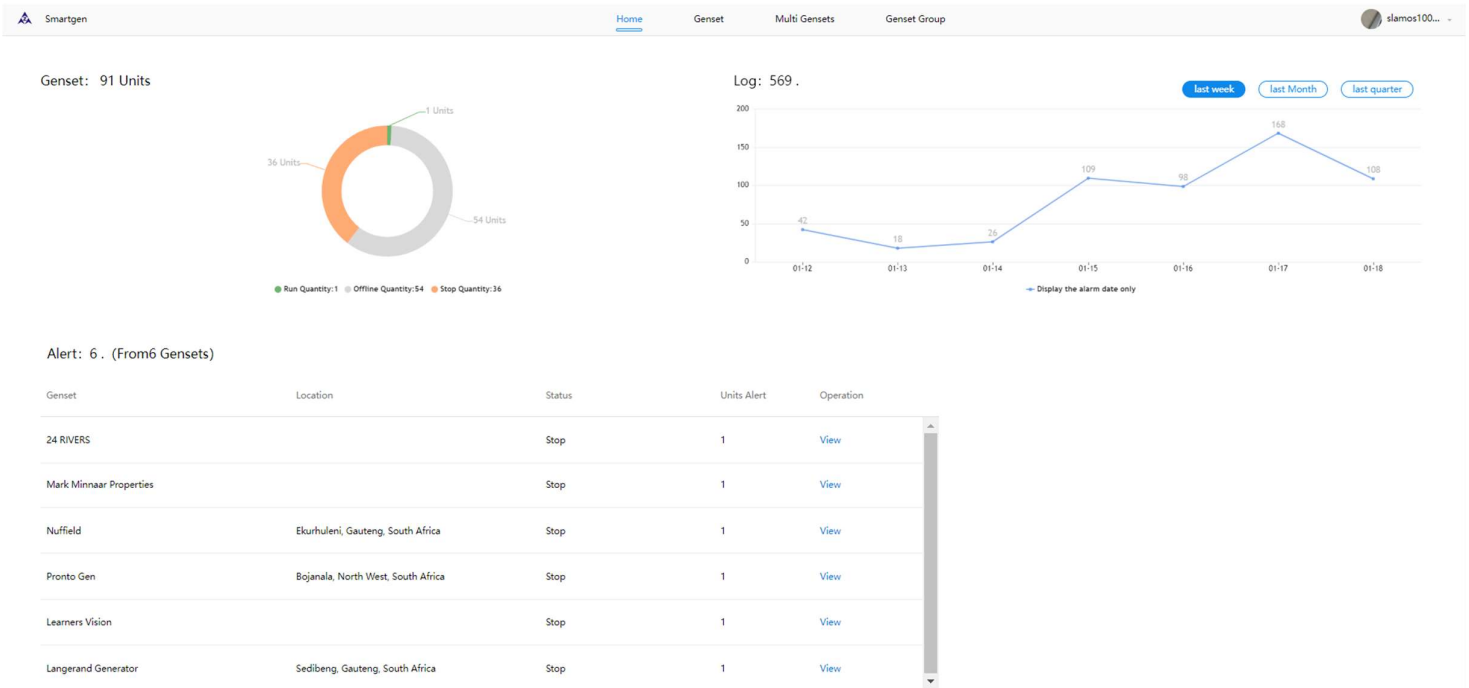 Smartgen Home Genset Multi Gensets Genset Group slamos100...
Genset: 91 Units
1 Units
36 Units
54 Units
Run Quantity:1 Offline Quantity:54 Stop Quantity:36
Log: 569 .
last week last Month last quarter
200
150
100
50
0
42
18
26
109
98
168
108
01-12 01-13 01-14 01-15 01-16 01-17 01-18
Display the alarm date only
Alert: 6 . (From6 Gensets)
Genset Location Status Units Alert Operation
24 RIVERS Stop 1 View
Mark Minnaar Properties Stop 1 View
Nuffield Ekurhuleni, Gauteng, South Africa Stop 1 View
Pronto Gen Bojanala, North West, South Africa Stop 1 View
Learners Vision Stop 1 View
Langerand Generator Sedibeng, Gauteng, South Africa Stop 1 View